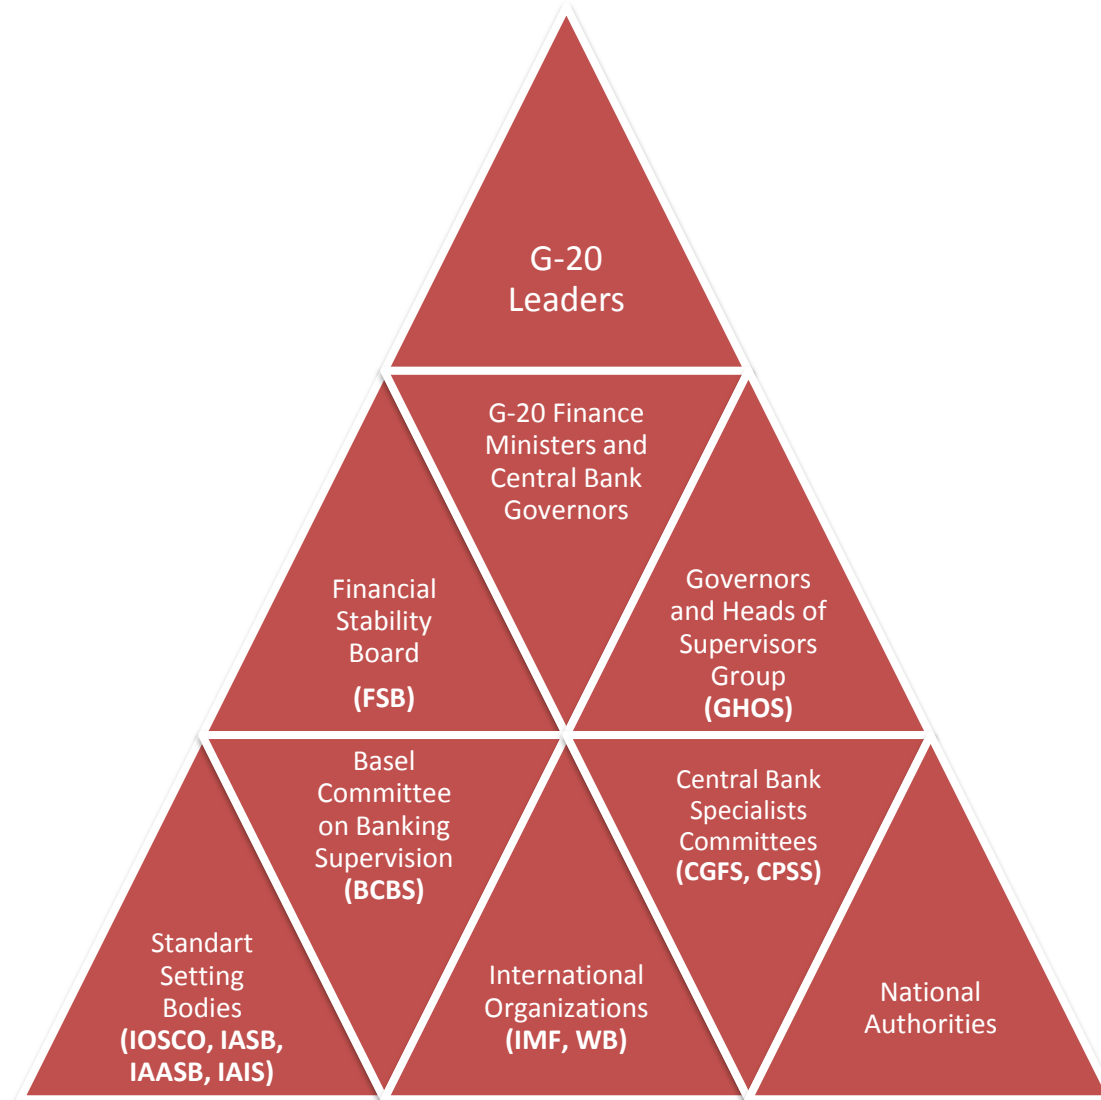 G-20
Leaders
G-20 Finance
Ministers and
Central Bank
Governors
Financial
Stability
Board
(FSB)
Governors
and Heads of
Supervisors
Group
(GHOS)
Basel
Committee
on Banking
Supervision
(BCBS)
Central Bank
Specialists
Committees
(CGFS, CPSS)
Standart
Setting
Bodies
(IOSCO, IASB,
IAASB, IAIS)
International
Organizations
(IMF, WB)
National
Authorities